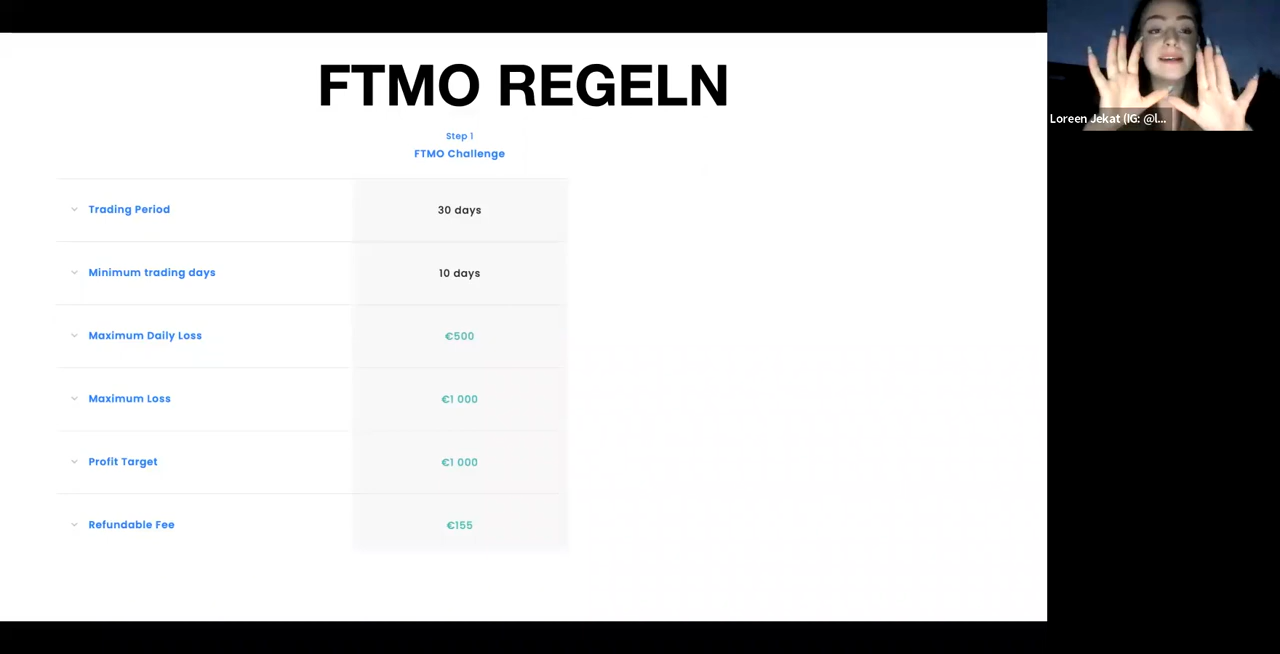 FTMO REGELN
Step 1
FTMO Challenge
Trading Period
30 days
Minimum trading days
10 days
Maximum Daily Loss
€500
Maximum Loss
€1 000
Profit Target
€1 000
Refundable Fee
€155
Loreen Jekat (IG: @l...